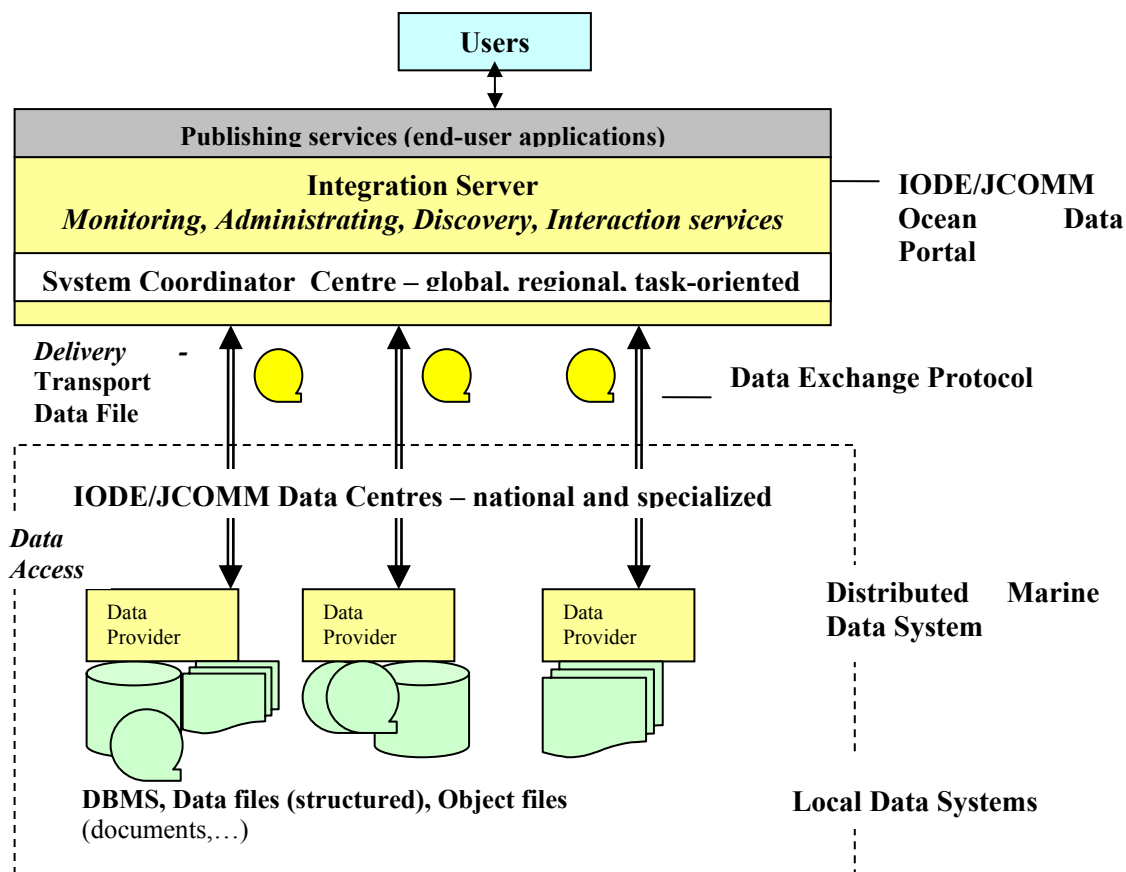 Users
Publishing services (end-user applications)
Integration Server
Monitoring, Administrating, Discovery, Interaction services
System Coordinator Centre – global, regional, task-oriented
IODE/JCOMM
Ocean Data
Portal
Delivery -
Transport
Data File
Data Exchange Protocol
IODE/JCOMM Data Centres – national and specialized
Data
Access
Data
Provider
Data
Provider
Data
Provider
Distributed Marine
Data System
DBMS, Data files (structured), Object files
(documents,…)
Local Data Systems